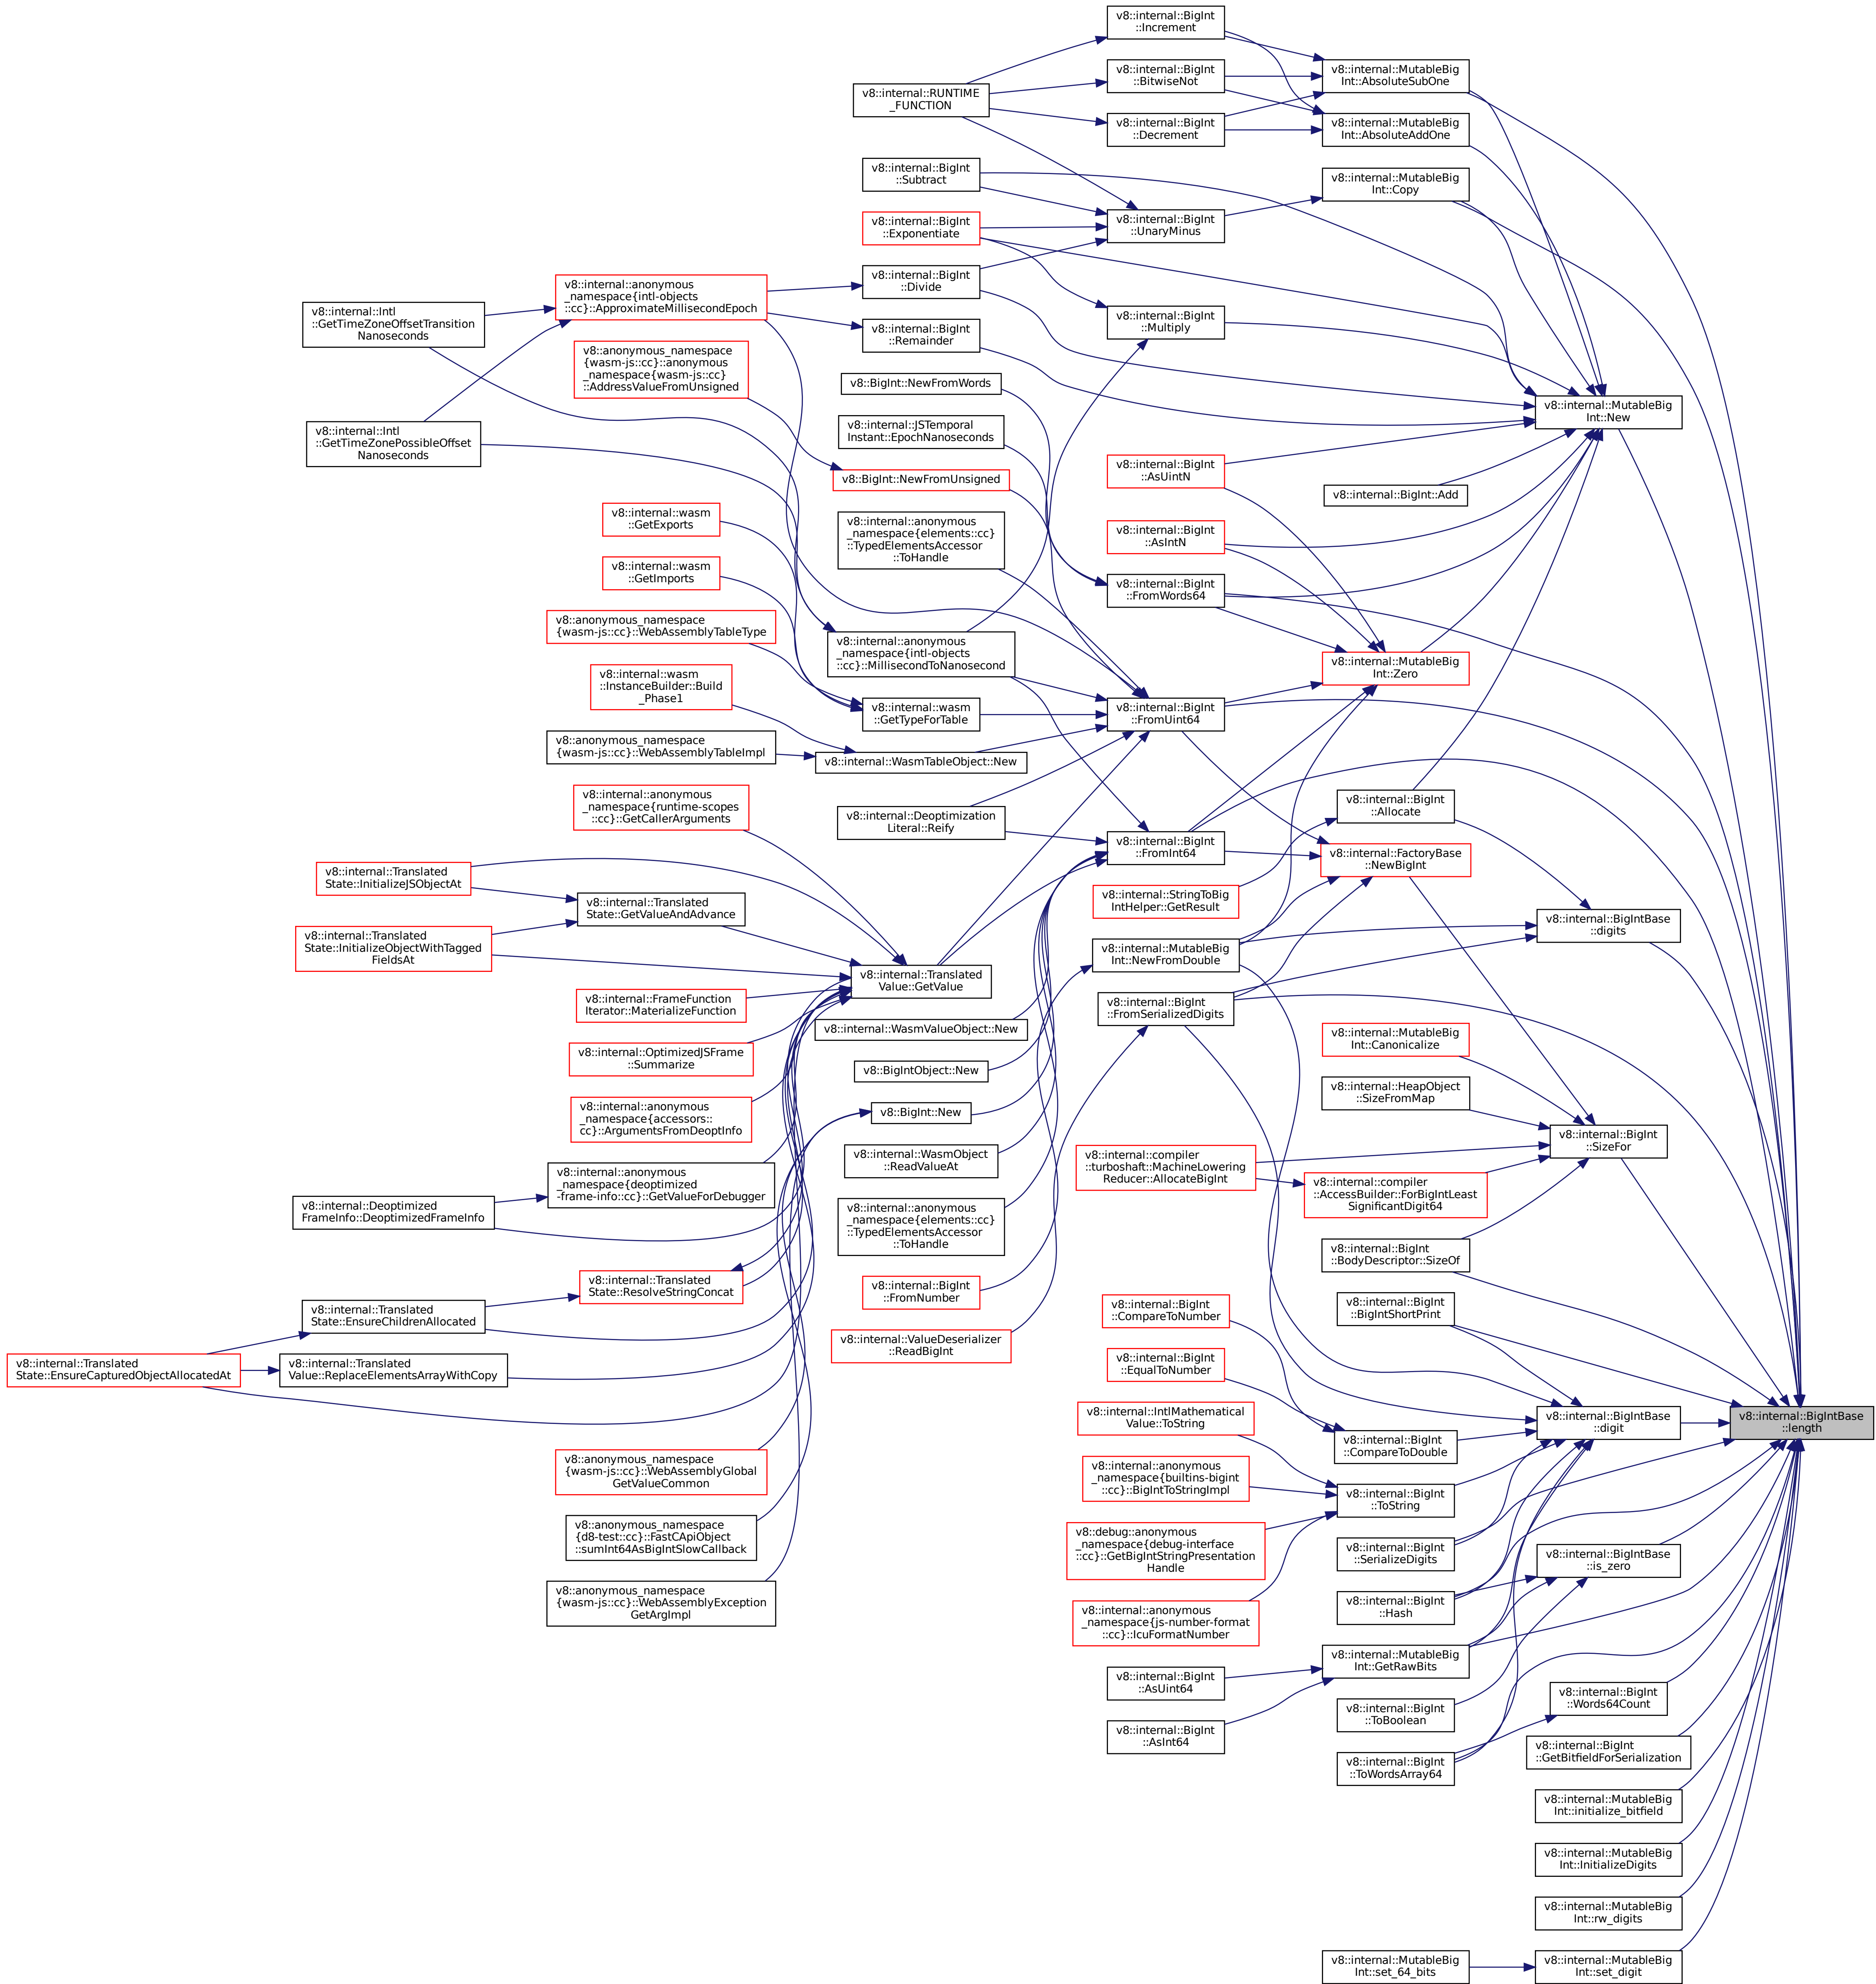 v8::internal::BigInt
::Increment
v8::internal::BigInt
::BitwiseNot
v8::internal::MutableBig
Int::AbsoluteSubOne
v8::internal::RUNTIME
_FUNCTION
v8::internal::BigInt
::Decrement
v8::internal::MutableBig
Int::AbsoluteAddOne
v8::internal::BigInt
::Subtract
v8::internal::MutableBig
Int::Copy
v8::internal::BigInt
::Exponentiate
v8::internal::BigInt
::UnaryMinus
v8::internal::BigInt
::Divide
v8::internal::anonymous
_namespace{intl-objects
::cc}::ApproximateMillisecondEpoch
v8::internal::Intl
::GetTimeZoneOffsetTransition
Nanoseconds
v8::internal::BigInt
::Multiply
v8::internal::BigInt
::Remainder
v8::anonymous_namespace
{wasm-js::cc}::anonymous
_namespace{wasm-js::cc}
::AddressValueFromUnsigned
v8::BigInt::NewFromWords
v8::internal::MutableBig
Int::New
v8::internal::JSTemporal
Instant::EpochNanoseconds
v8::internal::Intl
::GetTimeZonePossibleOffset
Nanoseconds
v8::BigInt::NewFromUnsigned
v8::internal::BigInt
::AsUintN
v8::internal::BigInt::Add
v8::internal::wasm
::GetExports
v8::internal::anonymous
_namespace{elements::cc}
::TypedElementsAccessor
::ToHandle
v8::internal::BigInt
::AsIntN
v8::internal::wasm
::GetImports
v8::internal::BigInt
::FromWords64
v8::anonymous_namespace
{wasm-js::cc}::WebAssemblyTableType
v8::internal::anonymous
_namespace{intl-objects
::cc}::MillisecondToNanosecond
v8::internal::MutableBig
Int::Zero
v8::internal::wasm
::InstanceBuilder::Build
_Phase1
v8::internal::wasm
::GetTypeForTable
v8::internal::BigInt
::FromUint64
v8::anonymous_namespace
{wasm-js::cc}::WebAssemblyTableImpl
v8::internal::WasmTableObject::New
v8::internal::anonymous
_namespace{runtime-scopes
::cc}::GetCallerArguments
v8::internal::Deoptimization
Literal::Reify
v8::internal::BigInt
::Allocate
v8::internal::BigInt
::FromInt64
v8::internal::FactoryBase
::NewBigInt
v8::internal::Translated
State::InitializeJSObjectAt
v8::internal::Translated
State::GetValueAndAdvance
v8::internal::StringToBig
IntHelper::GetResult
v8::internal::BigIntBase
::digits
v8::internal::Translated
State::InitializeObjectWithTagged
FieldsAt
v8::internal::MutableBig
Int::NewFromDouble
v8::internal::Translated
Value::GetValue
v8::internal::FrameFunction
Iterator::MaterializeFunction
v8::internal::BigInt
::FromSerializedDigits
v8::internal::WasmValueObject::New
v8::internal::OptimizedJSFrame
::Summarize
v8::internal::MutableBig
Int::Canonicalize
v8::BigIntObject::New
v8::internal::HeapObject
::SizeFromMap
v8::internal::anonymous
_namespace{accessors::
cc}::ArgumentsFromDeoptInfo
v8::BigInt::New
v8::internal::BigInt
::SizeFor
v8::internal::WasmObject
::ReadValueAt
v8::internal::compiler
::turboshaft::MachineLowering
Reducer::AllocateBigInt
v8::internal::anonymous
_namespace{deoptimized
-frame-info::cc}::GetValueForDebugger
v8::internal::compiler
::AccessBuilder::ForBigIntLeast
SignificantDigit64
v8::internal::Deoptimized
FrameInfo::DeoptimizedFrameInfo
v8::internal::anonymous
_namespace{elements::cc}
::TypedElementsAccessor
::ToHandle
v8::internal::BigInt
::BodyDescriptor::SizeOf
v8::internal::Translated
State::ResolveStringConcat
v8::internal::BigInt
::FromNumber
v8::internal::BigInt
::BigIntShortPrint
v8::internal::Translated
State::EnsureChildrenAllocated
v8::internal::BigInt
::CompareToNumber
v8::internal::ValueDeserializer
::ReadBigInt
v8::internal::Translated
State::EnsureCapturedObjectAllocatedAt
v8::internal::Translated
Value::ReplaceElementsArrayWithCopy
v8::internal::BigInt
::EqualToNumber
v8::internal::IntlMathematical
Value::ToString
v8::internal::BigIntBase
::digit
v8::internal::BigIntBase
::length
v8::internal::BigInt
::CompareToDouble
v8::anonymous_namespace
{wasm-js::cc}::WebAssemblyGlobal
GetValueCommon
v8::internal::anonymous
_namespace{builtins-bigint
::cc}::BigIntToStringImpl
v8::internal::BigInt
::ToString
v8::anonymous_namespace
{d8-test::cc}::FastCApiObject
::sumInt64AsBigIntSlowCallback
v8::debug::anonymous
_namespace{debug-interface
::cc}::GetBigIntStringPresentation
Handle
v8::internal::BigInt
::SerializeDigits
v8::internal::BigIntBase
::is_zero
v8::anonymous_namespace
{wasm-js::cc}::WebAssemblyException
GetArgImpl
v8::internal::anonymous
_namespace{js-number-format
::cc}::IcuFormatNumber
v8::internal::BigInt
::Hash
v8::internal::MutableBig
Int::GetRawBits
v8::internal::BigInt
::AsUint64
v8::internal::BigInt
::Words64Count
v8::internal::BigInt
::ToBoolean
v8::internal::BigInt
::AsInt64
v8::internal::BigInt
::GetBitfieldForSerialization
v8::internal::BigInt
::ToWordsArray64
v8::internal::MutableBig
Int::initialize_bitfield
v8::internal::MutableBig
Int::InitializeDigits
v8::internal::MutableBig
Int::rw_digits
v8::internal::MutableBig
Int::set_64_bits
v8::internal::MutableBig
Int::set_digit